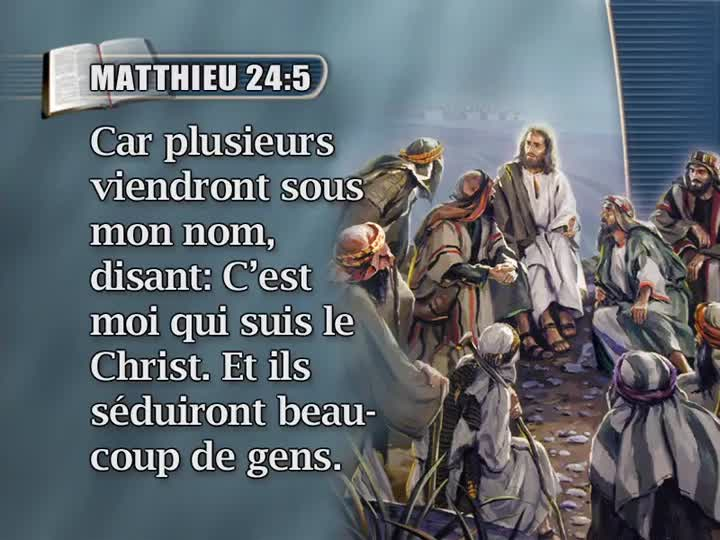 MATTHIEU 24:5
Car plusieurs
viendront sous
mon nom,
disant: C’est
moi qui suis le
Christ. Et ils
séduiront beau-
coup de gens.